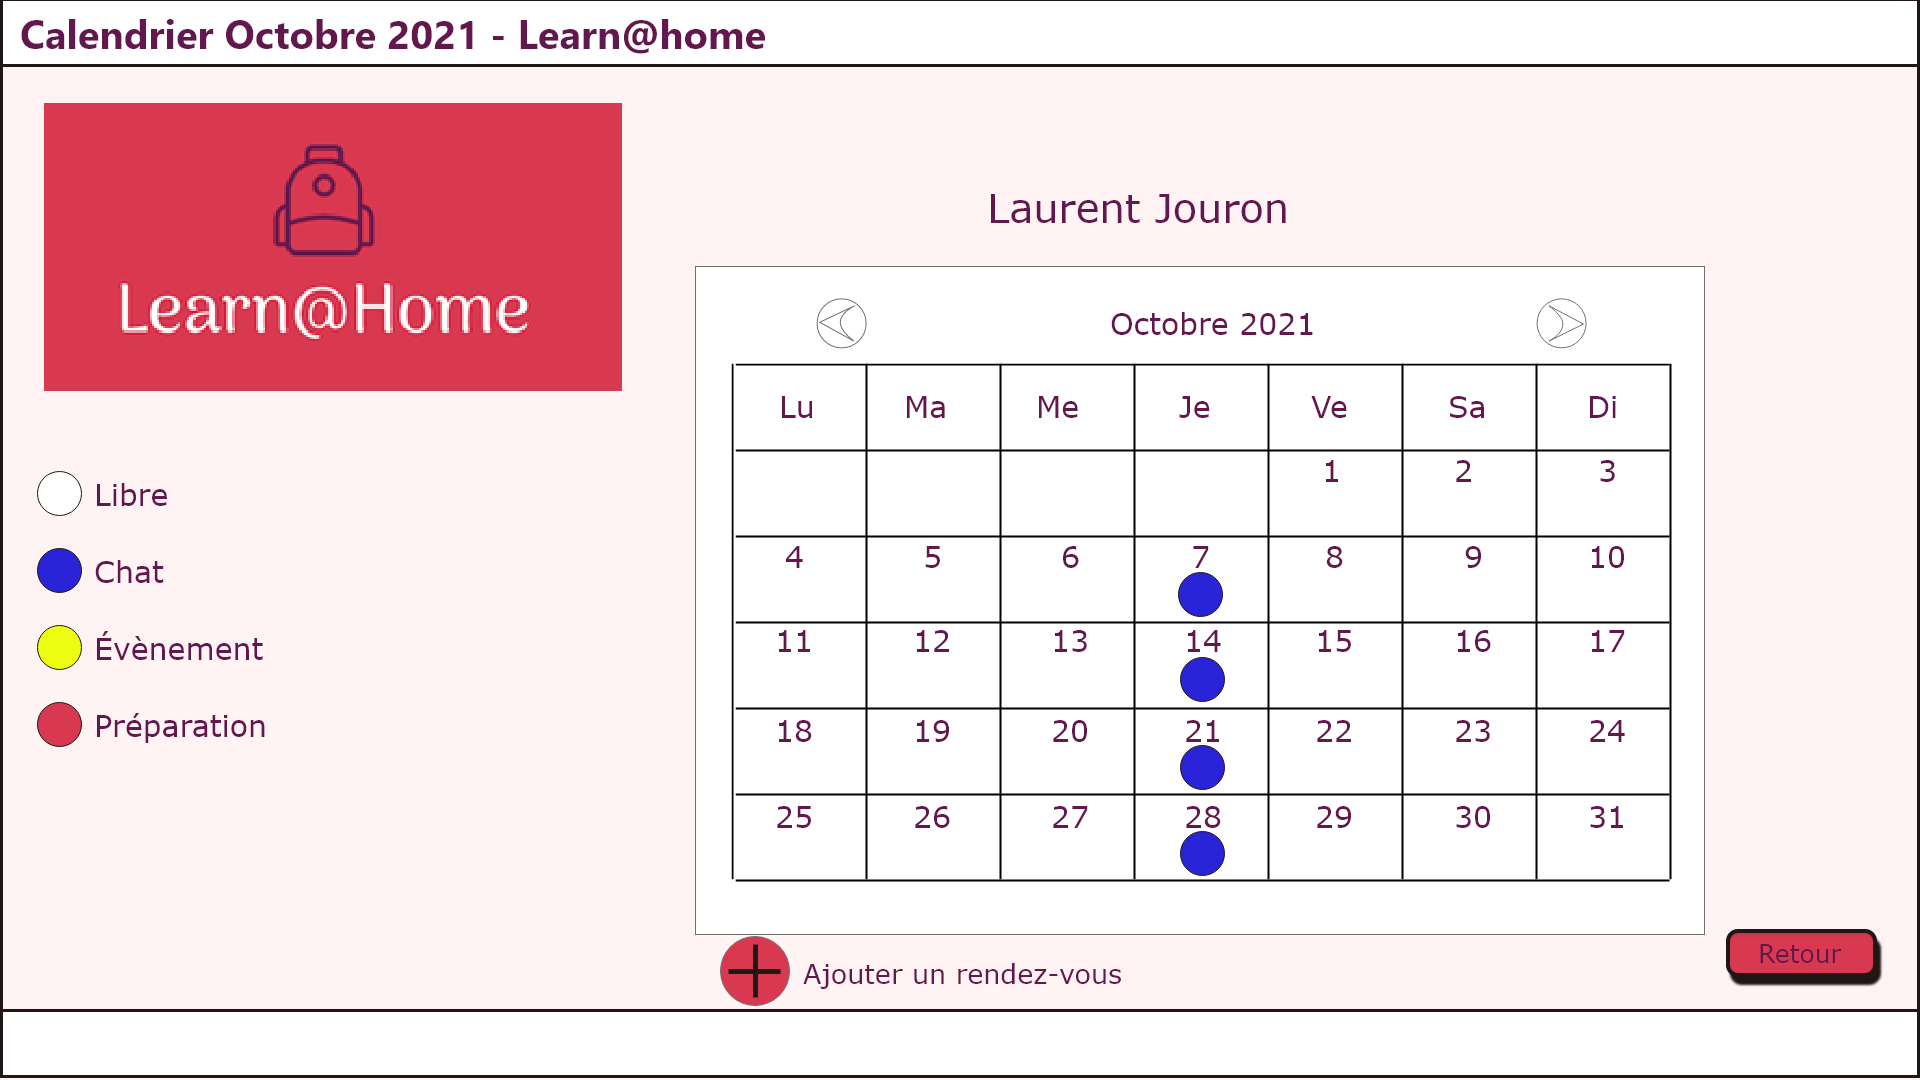 Calendrier Octobre 2021 - Learn@home
Learn@Home
Libre
Chat
Évènement
Préparation
Laurent Jouron
Octobre 2021
Lu Ma Me Je Ve Sa Di
1 2 3
4 5 6 7 8 9 10
11 12 13 14 15 16 17
18 19 20 21 22 23 24
25 26 27 28 29 30 31
Ajouter un rendez-vous
Retour